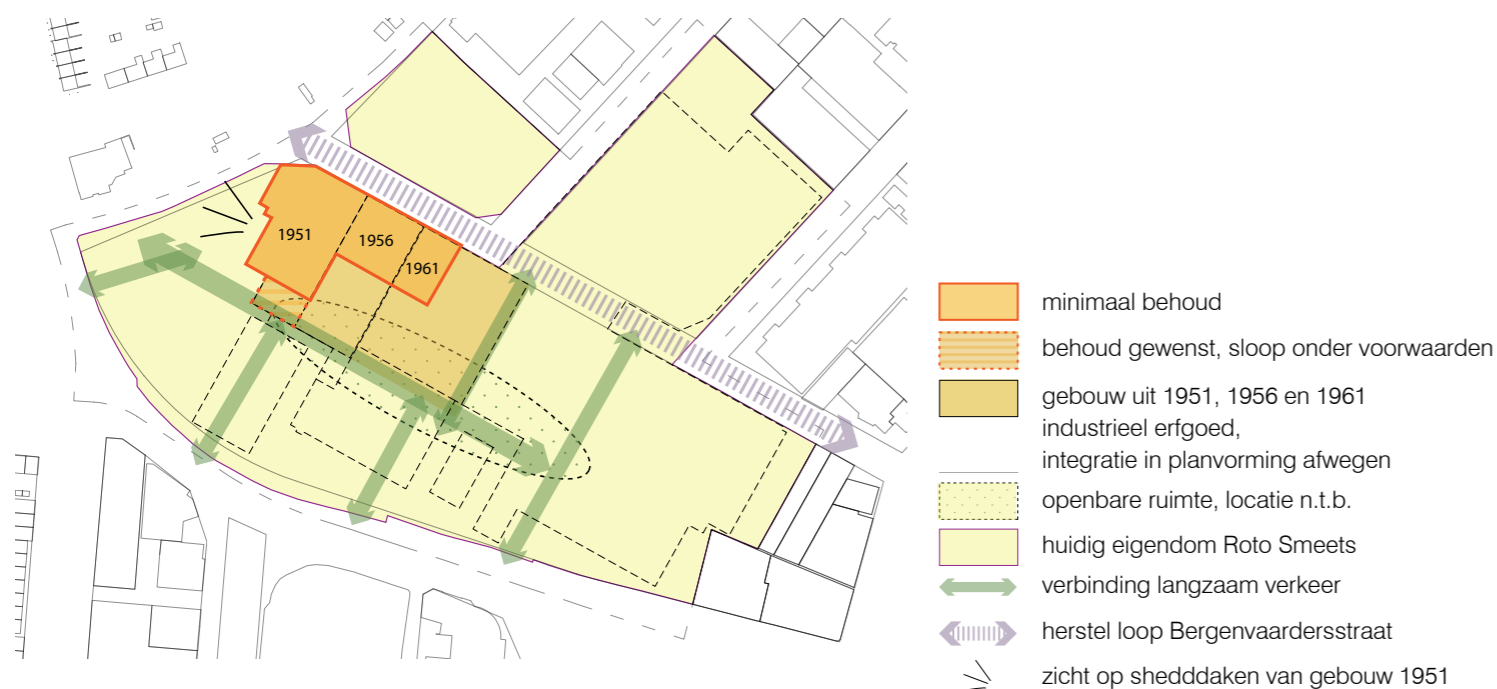 1951
1956
1961
minimaal behoud
behoud gewenst, sloop onder voorwaarden
gebouw uit 1951, 1956 en 1961
industrieel erfgoed,
integratie in planvorming afwegen
openbare ruimte, locatie n.t.b.
huidig eigendom Roto Smeets
verbinding langzaam verkeer
herstel loop Bergenvaardersstraat
zicht op shedddaken van gebouw 1951